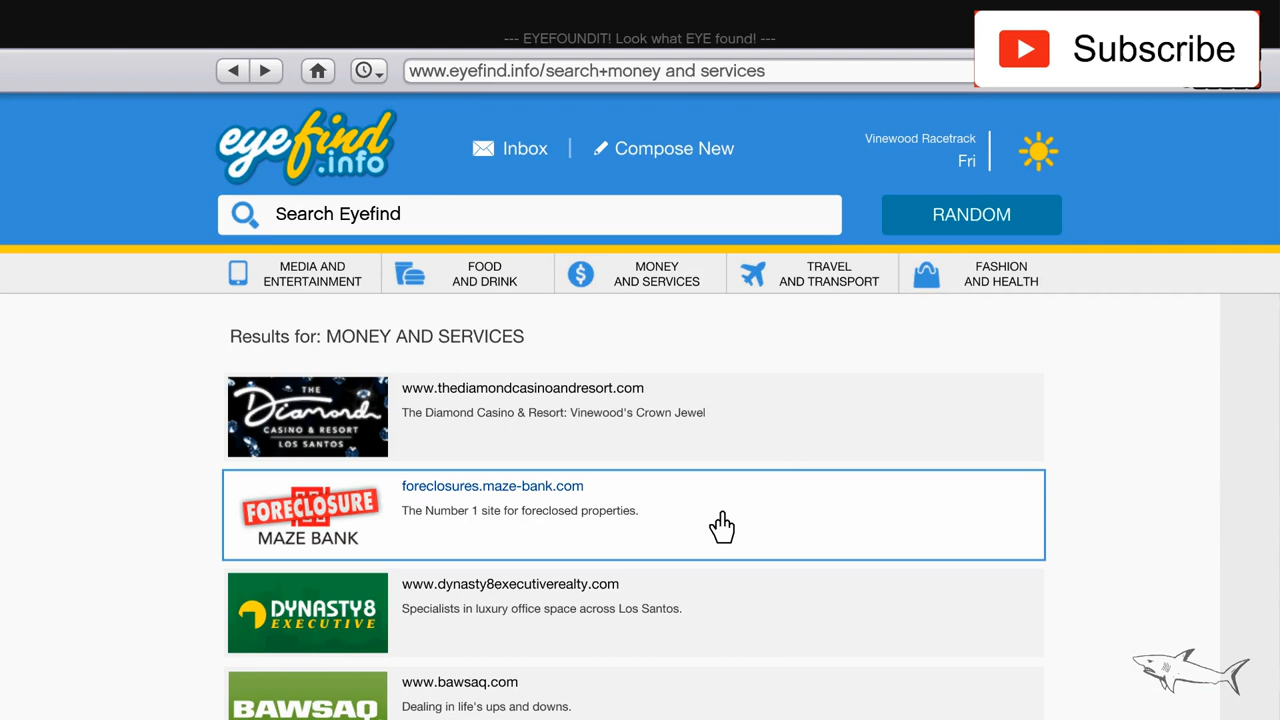 --- EYEFOUNDIT! Look what EYE found! ---
Subscribe
www.eyefind.info/search+money and services
eyefind
.info
Inbox
Compose New
Vinewood Racetrack
Fri
Search Eyefind
RANDOM
MEDIA AND
ENTERTAINMENT
FOOD
AND DRINK
MONEY
AND SERVICES
TRAVEL
AND TRANSPORT
FASHION
AND HEALTH
Results for: MONEY AND SERVICES
THE
Diamond
CASINO & RESORT
LOS SANTOS
www.thediamondcasinoandresort.com
The Diamond Casino & Resort: Vinewood's Crown Jewel
FORECLOSURE
MAZE BANK
foreclosures.maze-bank.com
The Number 1 site for foreclosed properties.
DYNASTY8
EXECUTIVE
www.dynasty8executiverealty.com
Specialists in luxury office space across Los Santos.
BAWSAQ
www.bawsaq.com
Dealing in life's ups and downs.